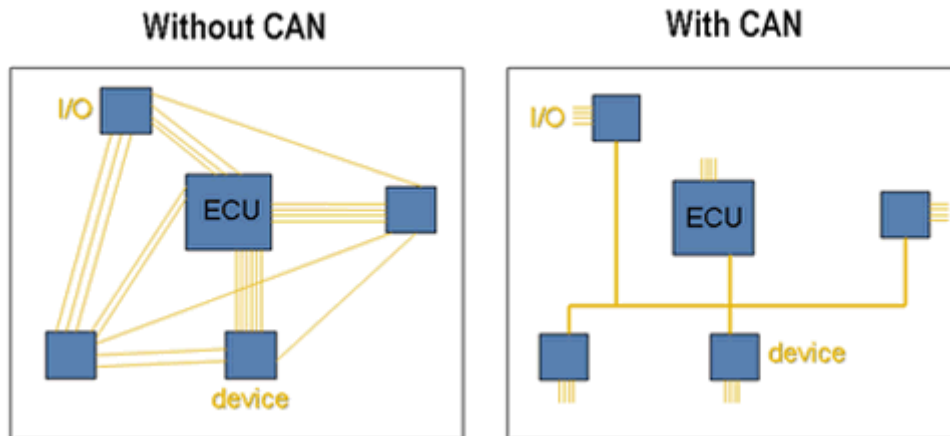 Without CAN
With CAN
I/O
ECU
device
I/O
ECU
device